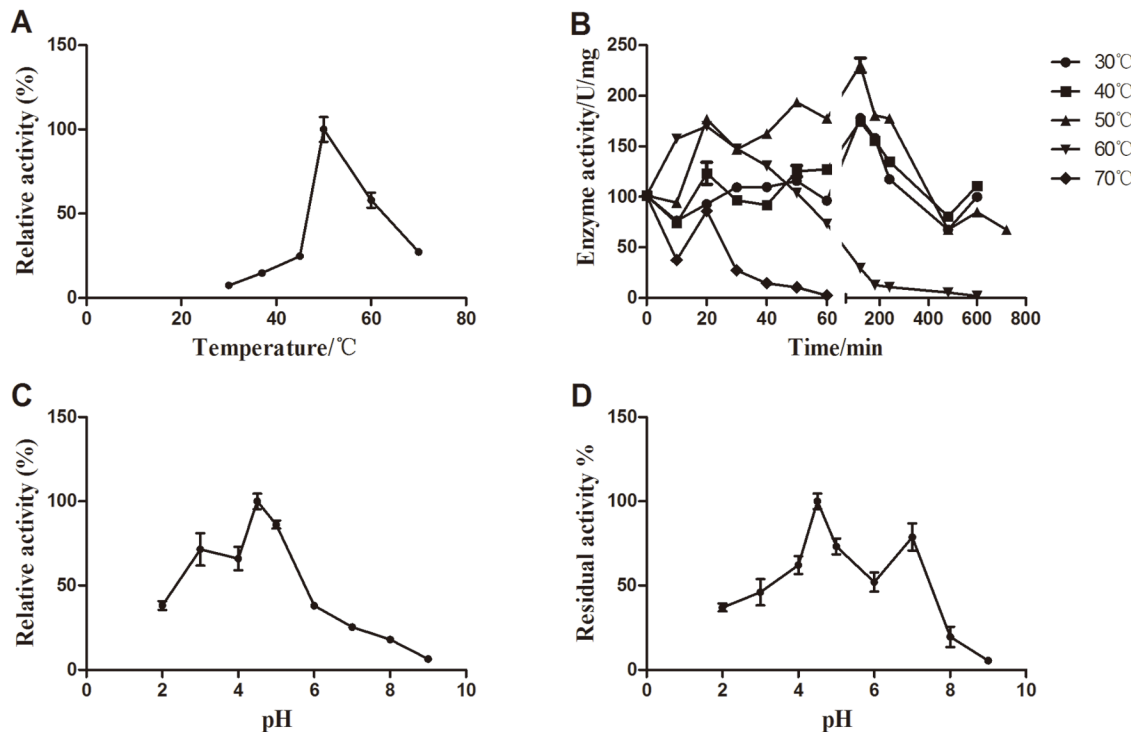 A
B
Relative activity (%)
150
100
50
0
0 20 40 60 80
Temperature/℃
Enzyme activity/U/mg
250
200
150
100
50
0
0 20 40 60 200 400 600 800
Time/min
30℃
40℃
50℃
60℃
70℃
C
D
Relative activity (%)
150
100
50
0
0 2 4 6 8 10
pH
Residual activity %
150
100
50
0
0 2 4 6 8 10
pH